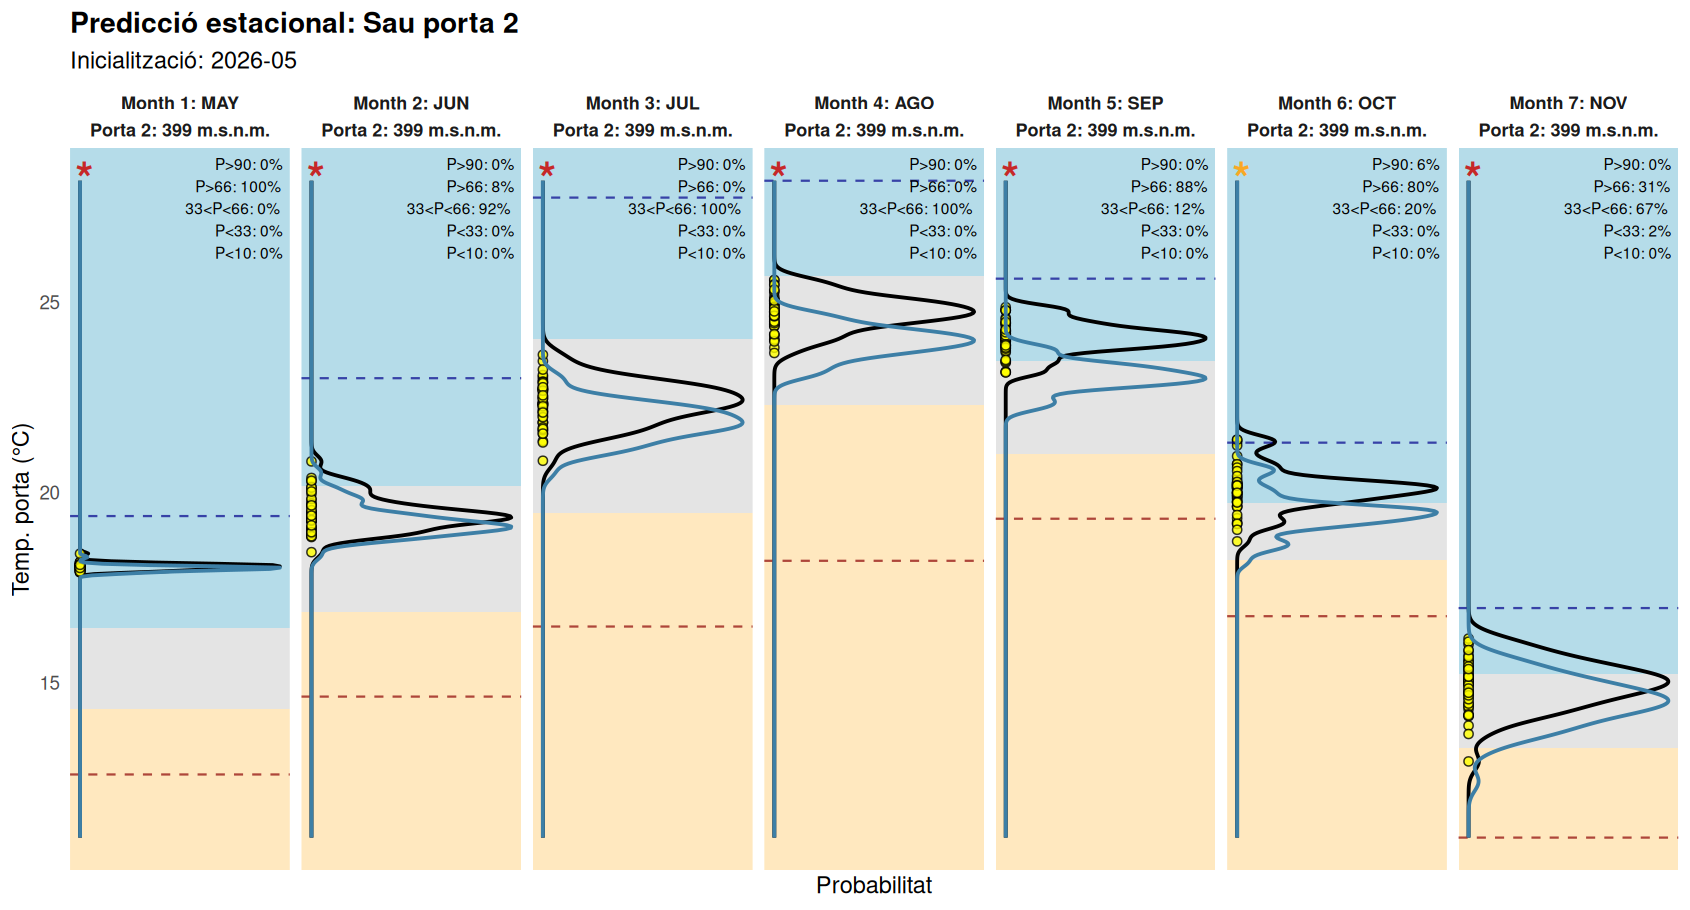 Predicció estacional: Sau porta 2
Inicialització: 2026-05
Month 1: MAY
Porta 2: 399 m.s.n.m.
Month 2: JUN
Porta 2: 399 m.s.n.m.
Month 3: JUL
Porta 2: 399 m.s.n.m.
Month 4: AGO
Porta 2: 399 m.s.n.m.
Month 5: SEP
Porta 2: 399 m.s.n.m.
Month 6: OCT
Porta 2: 399 m.s.n.m.
Month 7: NOV
Porta 2: 399 m.s.n.m.
*
P>90: 0%
P>66: 100%
33<P<66: 0%
P<33: 0%
P<10: 0%
*
P>90: 0%
P>66: 8%
33<P<66: 92%
P<33: 0%
P<10: 0%
*
P>90: 0%
P>66: 0%
33<P<66: 100%
P<33: 0%
P<10: 0%
*
P>90: 0%
P>66: 0%
33<P<66: 100%
P<33: 0%
P<10: 0%
*
P>90: 0%
P>66: 88%
33<P<66: 12%
P<33: 0%
P<10: 0%
*
P>90: 6%
P>66: 80%
33<P<66: 20%
P<33: 0%
P<10: 0%
*
P>90: 0%
P>66: 31%
33<P<66: 67%
P<33: 2%
P<10: 0%
Temp. porta (°C)
25
20
15
Probabilitat